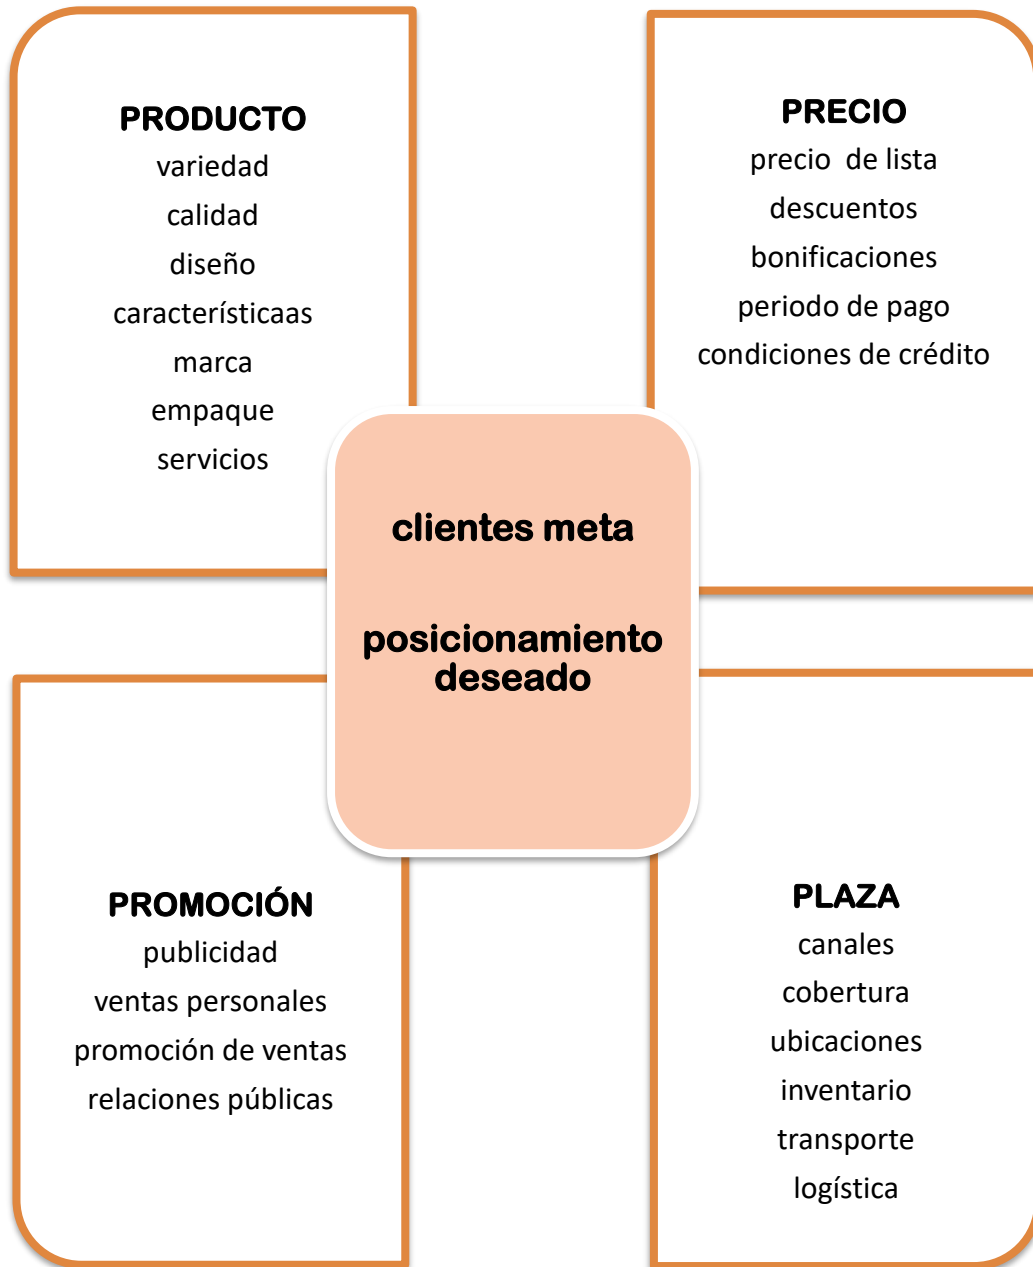 PRODUCTO
variedad
calidad
diseño
característicaas
marca
empaque
servicios
PRECIO
precio  de lista
descuentos
bonificaciones
periodo de pago
condiciones de crédito
clientes meta
posicionamiento
deseado
PROMOCIÓN
publicidad
ventas personales
promoción de ventas
relaciones públicas
PLAZA
canales
cobertura
ubicaciones
inventario
transporte
logística